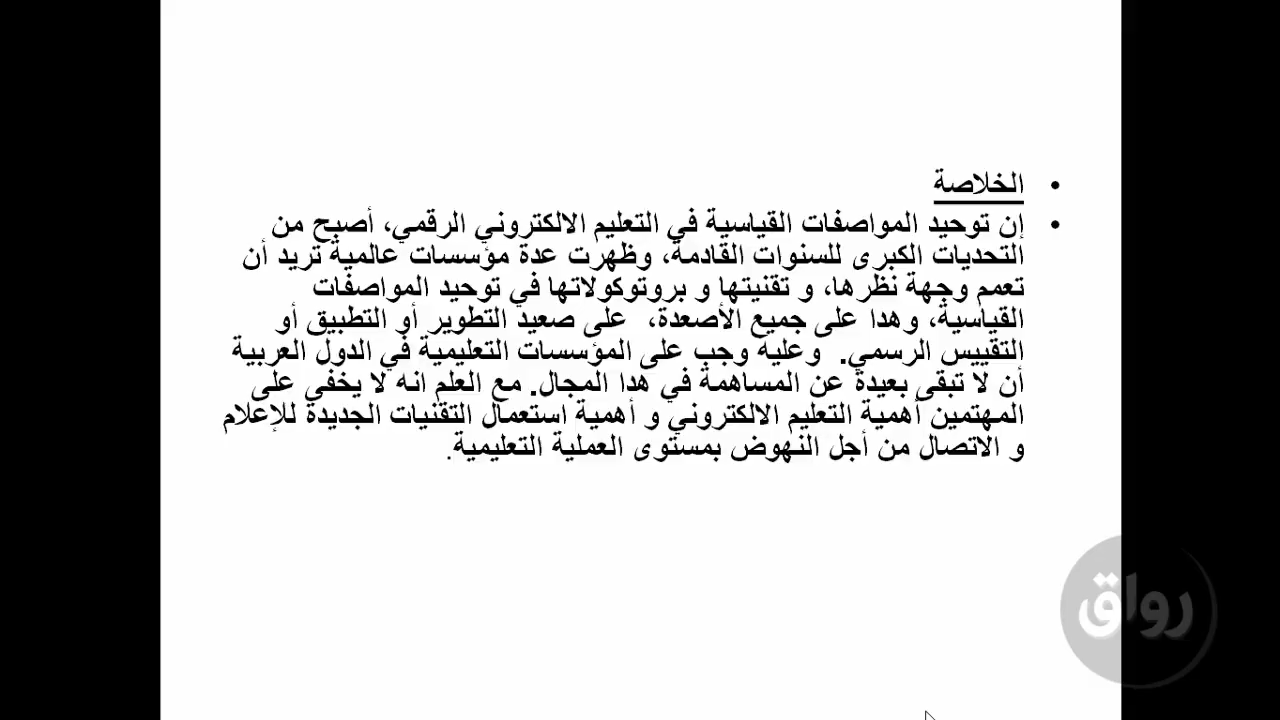 • الخلاصة
• إن توحيد المواصفات القياسية في التعليم الالكتروني الرقمي، أصبح من
التحديات الكبرى للسنوات القادمة، وظهرت عدة مؤسسات عالمية تريد أن
تعمم وجهة نظرها، و تقنيتها و بروتوكولاتها في توحيد المواصفات
القياسية، وهدا على جميع الأصعدة، على صعيد التطوير أو التطبيق أو
التقييس الرسمي. وعليه وجب على المؤسسات التعليمية في الدول العربية
أن لا تبقى بعيدة عن المساهمة في هدا المجال. مع العلم انه لا يخفى على
المهتمين أهمية التعليم الالكتروني و أهمية استعمال التقنيات الجديدة للإعلام
و الاتصال من أجل النهوض بمستوى العملية التعليمية.
رواق